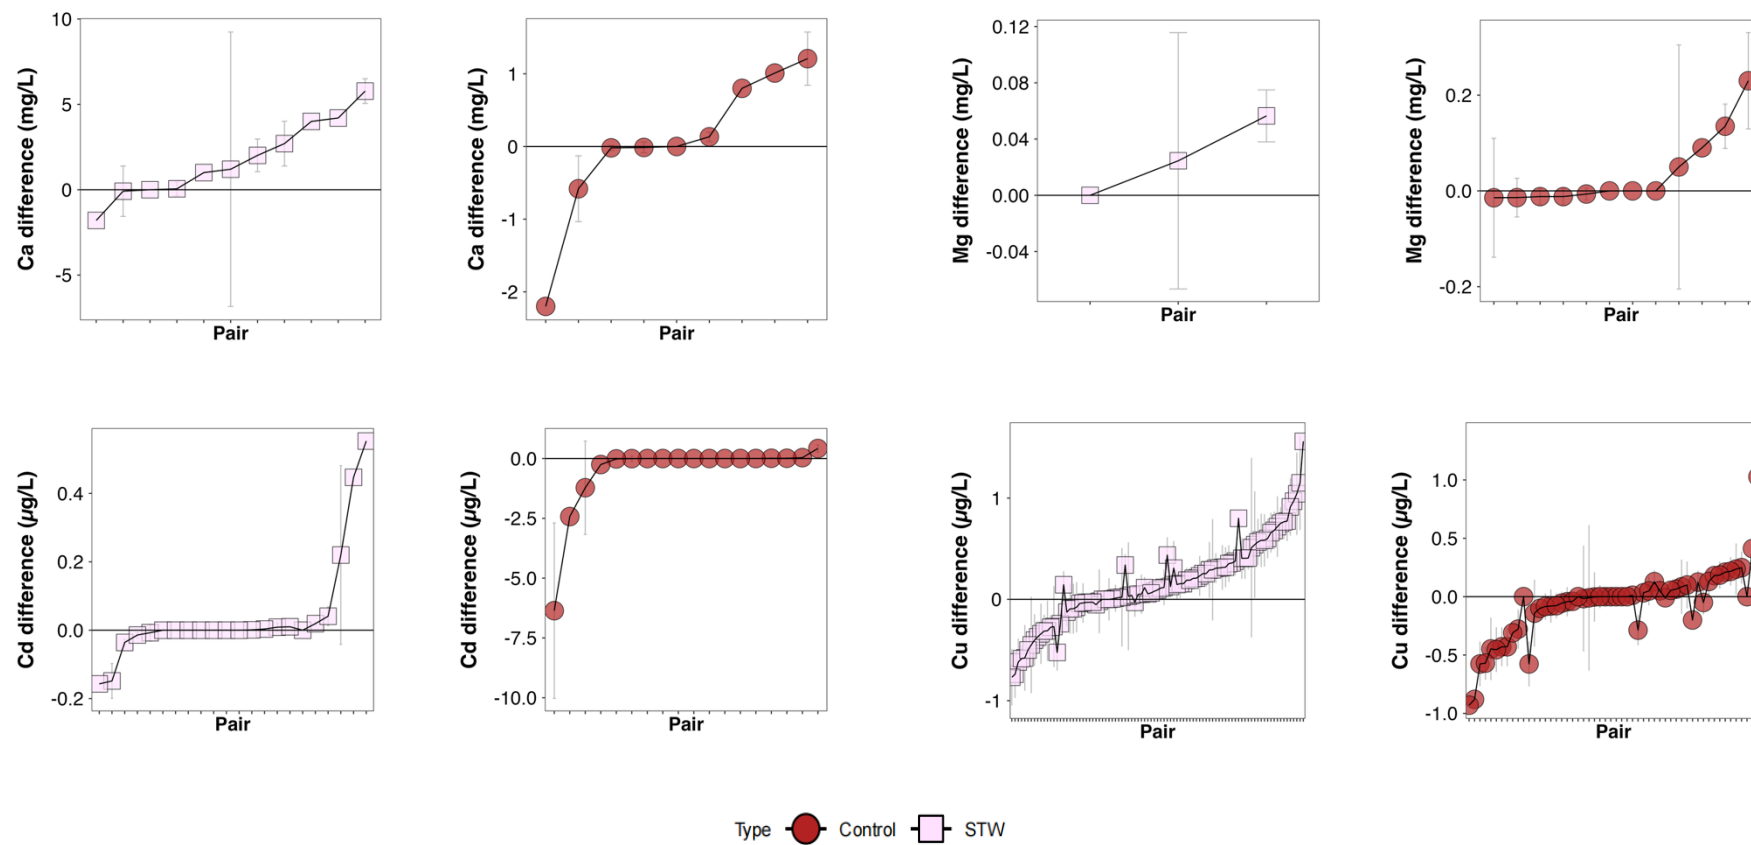 10
5
0
-5
Ca difference (mg/L)
Pair
1
0
-1
-2
Ca difference (mg/L)
Pair
0.12
0.08
0.04
0.00
-0.04
Mg difference (mg/L)
Pair
0.2
0.0
-0.2
Mg difference (mg/L)
Pair
0.4
0.2
0.0
-0.2
Cd difference (µg/L)
Pair
0.0
-2.5
-5.0
-7.5
-10.0
Cd difference (µg/L)
Pair
1
0
-1
Cu difference (µg/L)
Pair
1.0
0.5
0.0
-0.5
-1.0
Cu difference (µg/L)
Pair
Type Control STW